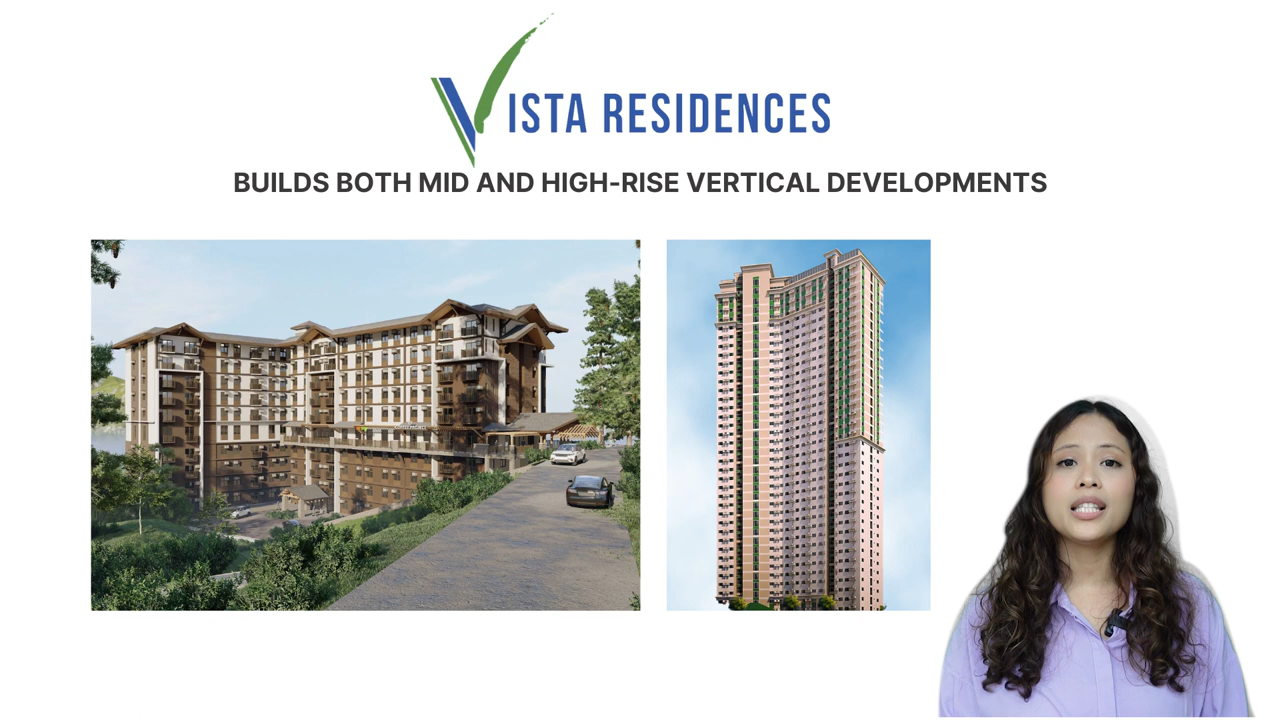 VISTA RESIDENCES
BUILDS BOTH MID AND HIGH-RISE VERTICAL DEVELOPMENTS